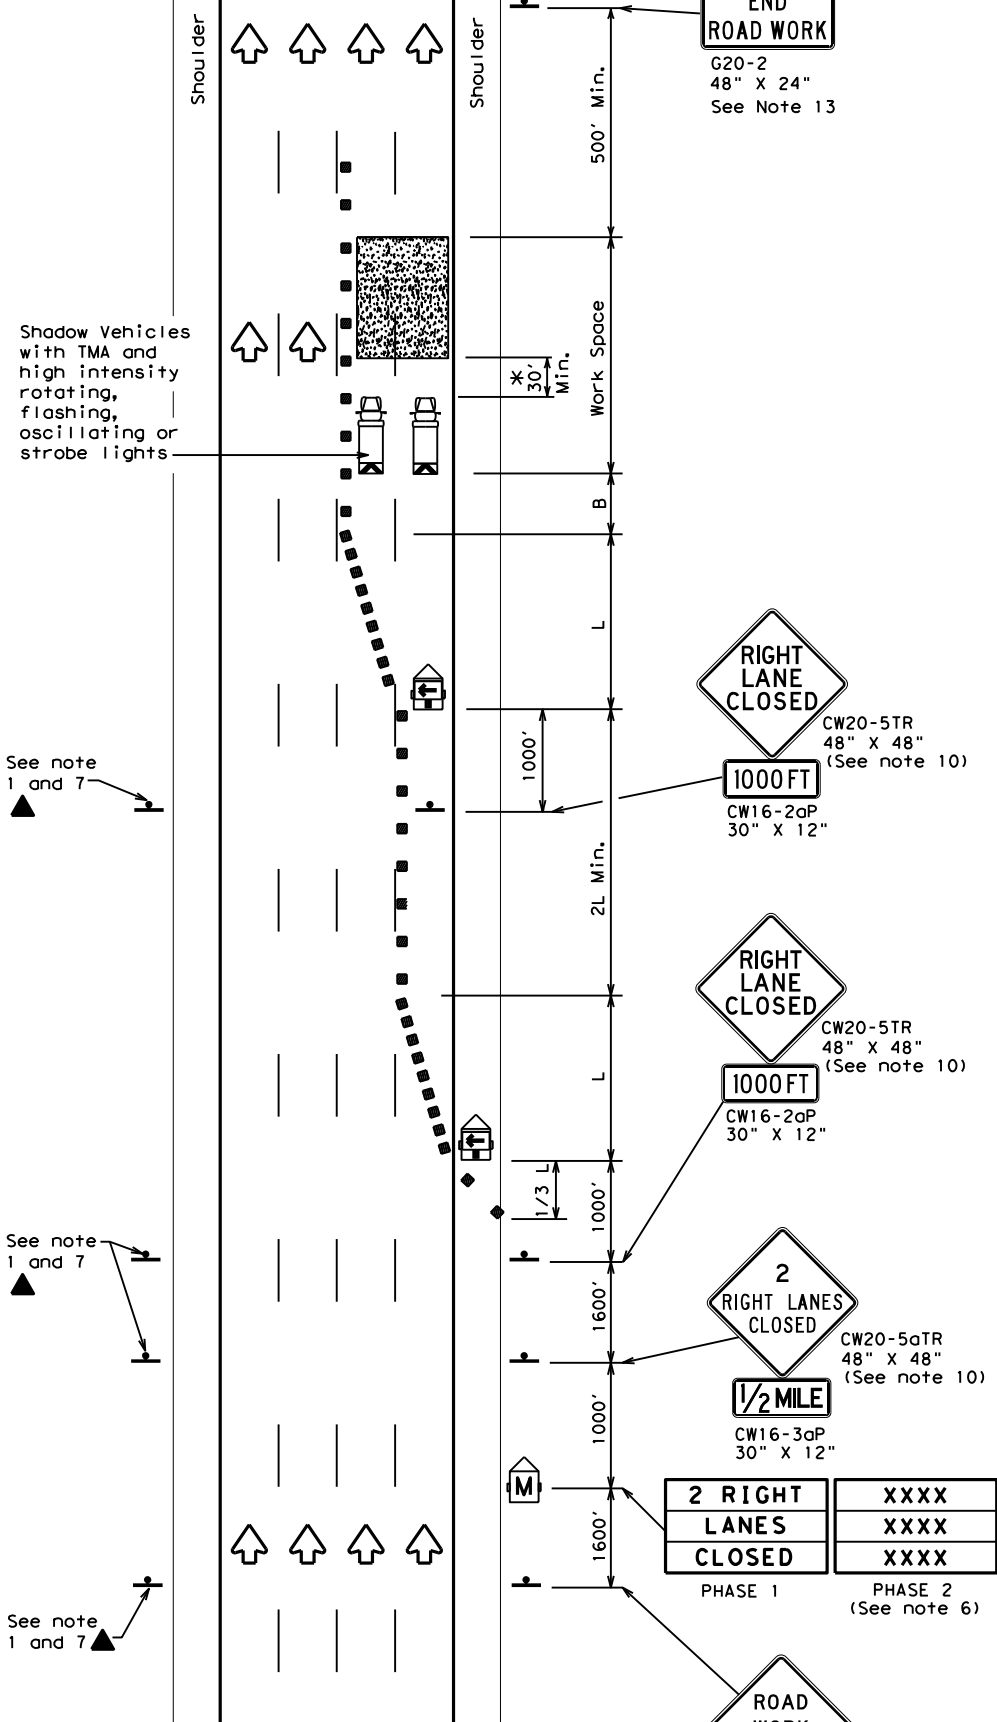 END
ROAD WORK
G20-2
48" X 24"
See Note 13
Shoulder
Shoulder
500' Min.
Shadow Vehicles
with TMA and
high intensity
rotating,
flashing,
oscillating or
strobe lights
* 30' Min.
Work Space
B
L
RIGHT
LANE
CLOSED
CW20-5TR
48" X 48"
(See note 10)
1000 FT
CW16-2aP
30" X 12"
1000'
See note
1 and 7
2L Min.
RIGHT
LANE
CLOSED
CW20-5TR
48" X 48"
(See note 10)
1000 FT
CW16-2aP
30" X 12"
L
1/3 L
1000'
See note
1 and 7
1600'
2
RIGHT LANES
CLOSED
CW20-5aTR
48" X 48"
(See note 10)
1/2 MILE
CW16-3aP
30" X 12"
1000'
M
2 RIGHT
LANES
CLOSED
PHASE 1
XXXX
XXXX
XXXX
PHASE 2
(See note 6)
1600'
See note
1 and 7
ROAD